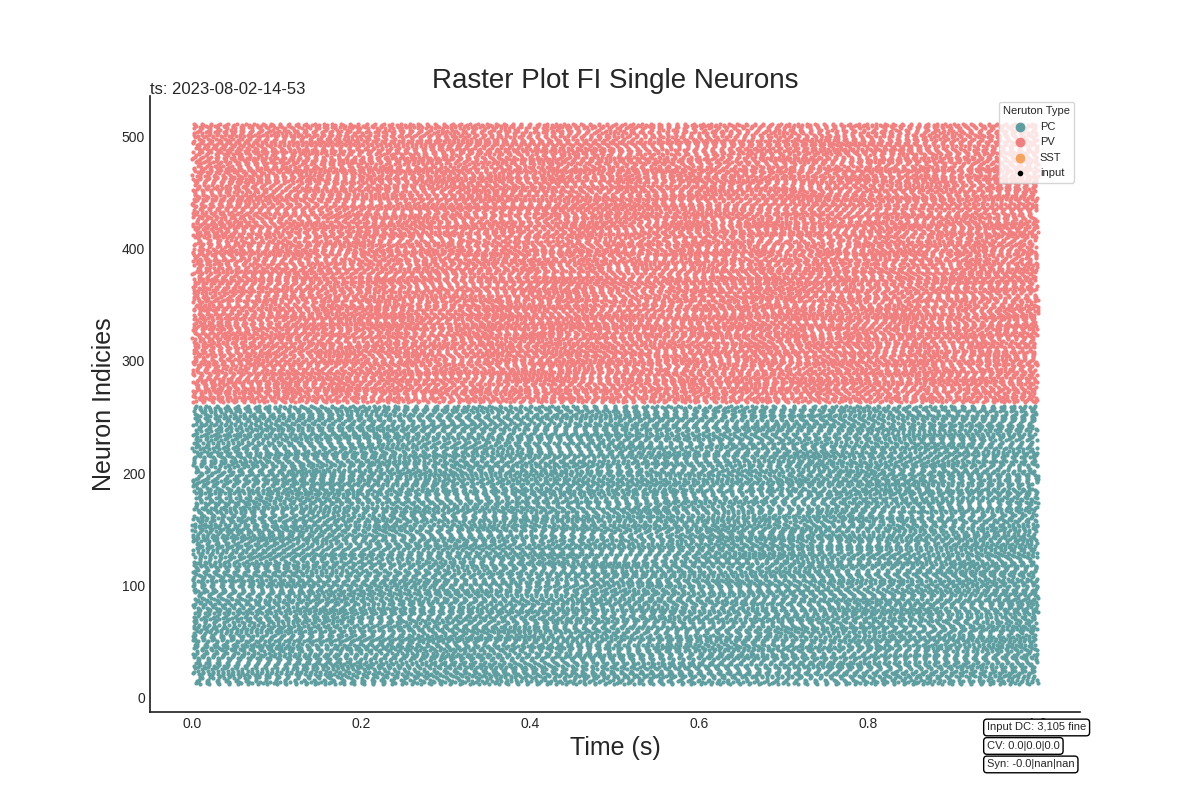 Raster Plot FI Single Neurons
ts: 2023-08-02-14-53
Neruton Type
PC
PV
SST
input
500
400
300
200
100
0
Neuron Indicies
0.0
0.2
0.4
0.6
0.8
Time (s)
Input DC: 3,105 fine
CV: 0.0|0.0|0.0
Syn: -0.0|nan|nan